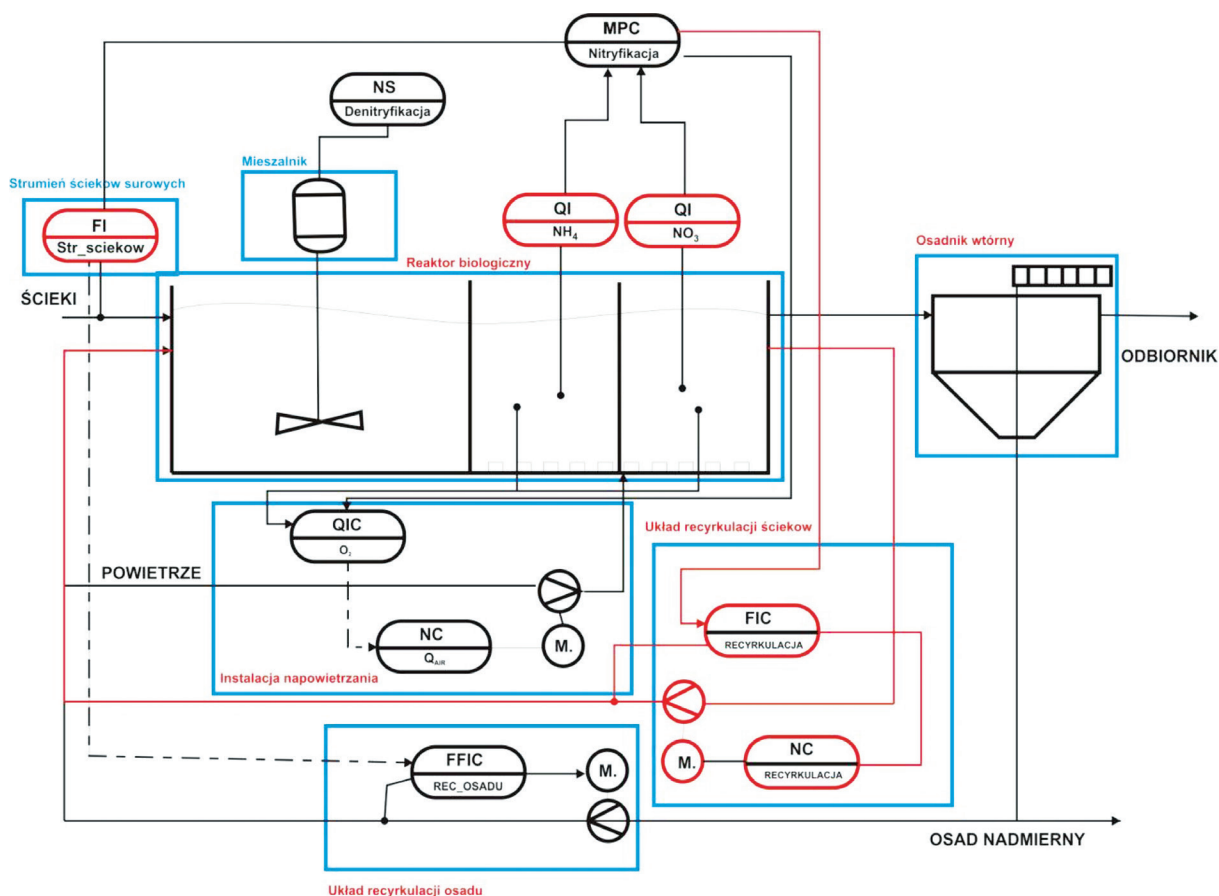 MPC
Nitryfikacja
NS
Denitryfikacja
Mieszalnik
Strumień ściekow surowych
FI
Str_sciekow
QI
NH₄
QI
NO₃
Reaktor biologiczny
Osadnik wtórny
ŚCIEKI
ODBIORNIK
QIC
O₂
Układ recyrkulacji ściekow
POWIETRZE
FIC
RECYRKULACJA
NC
Q_AIR
M.
Instalacja napowietrzania
FFIC
REC_OSADU
M.
M.
NC
RECYRKULACJA
OSAD NADMIERNY
Układ recyrkulacji osadu